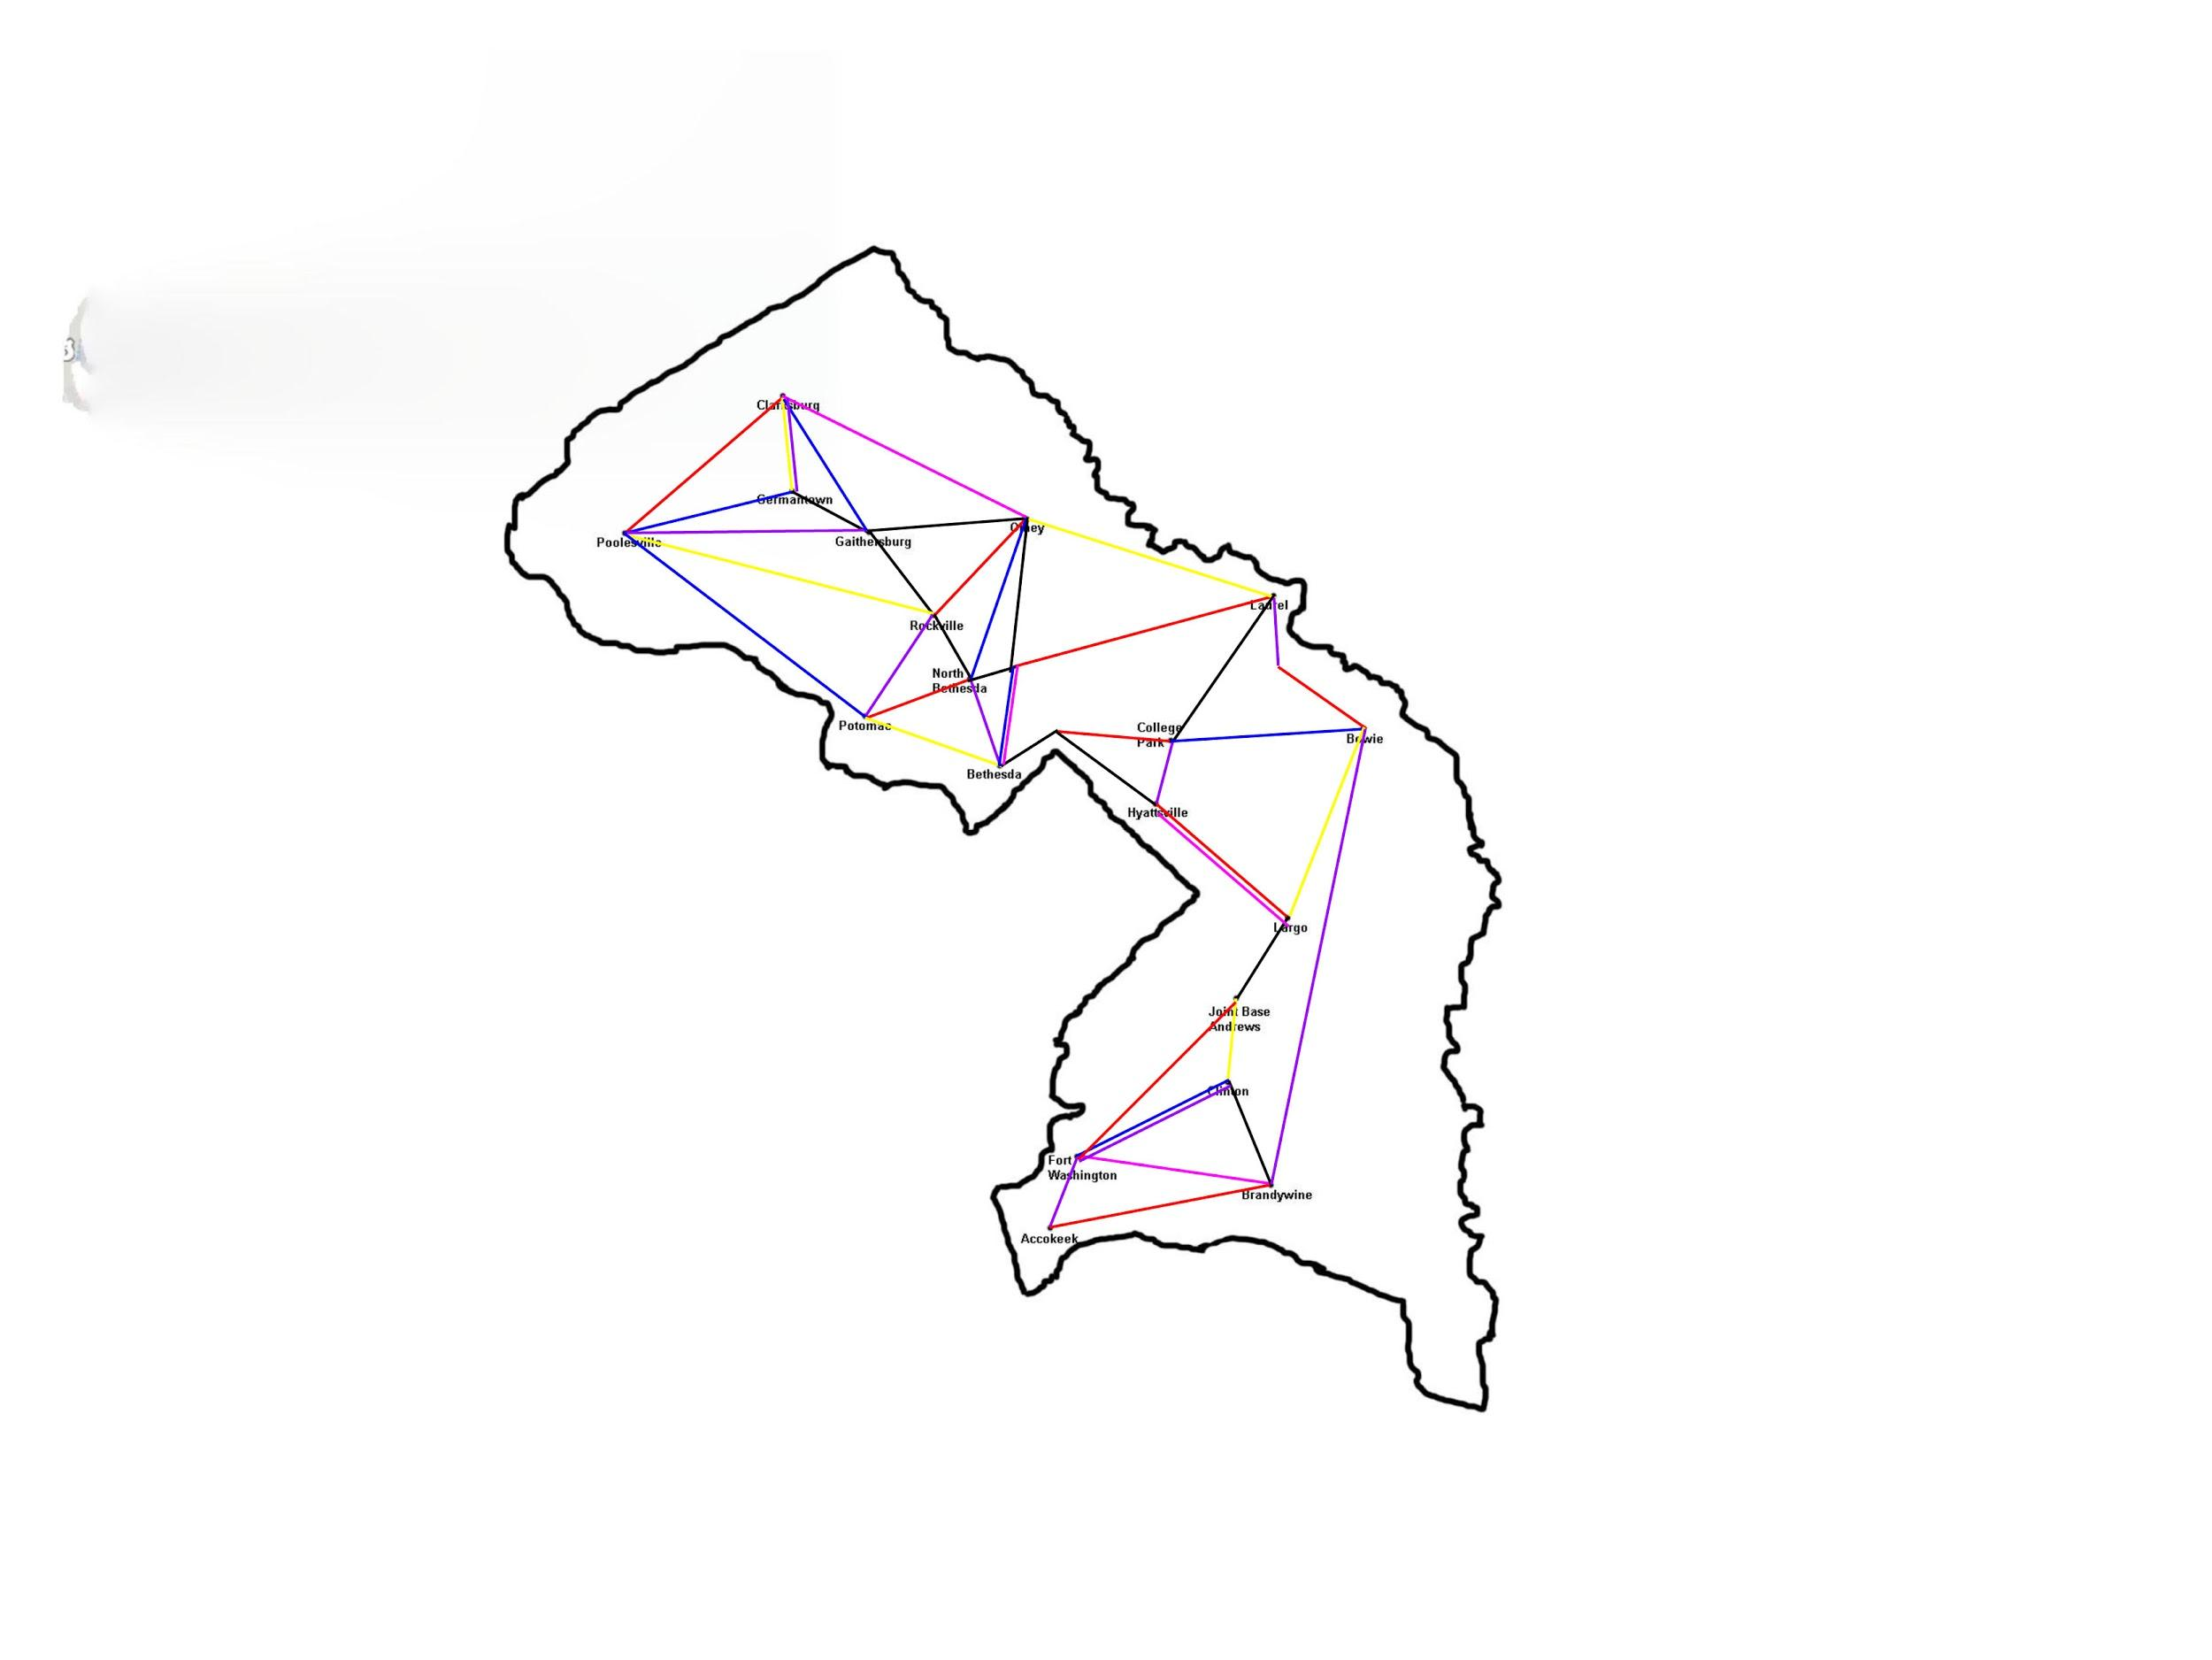 Clarksburg
Germantown
Olney
Poolesville
Gaithersburg
Laurel
Rockville
North
Bethesda
Potomac
College
Park
Bowie
Bethesda
Hyattsville
Largo
Joint Base
Andrews
Clinton
Fort
Washington
Brandywine
Accokeek